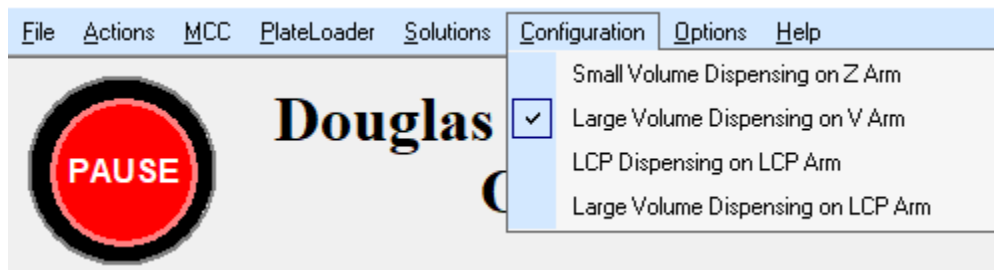 File Actions MCC PlateLoader Solutions Configuration Options Help
Small Volume Dispensing on Z Arm
Douglas
Large Volume Dispensing on V Arm
PAUSE
LCP Dispensing on LCP Arm
Large Volume Dispensing on LCP Arm